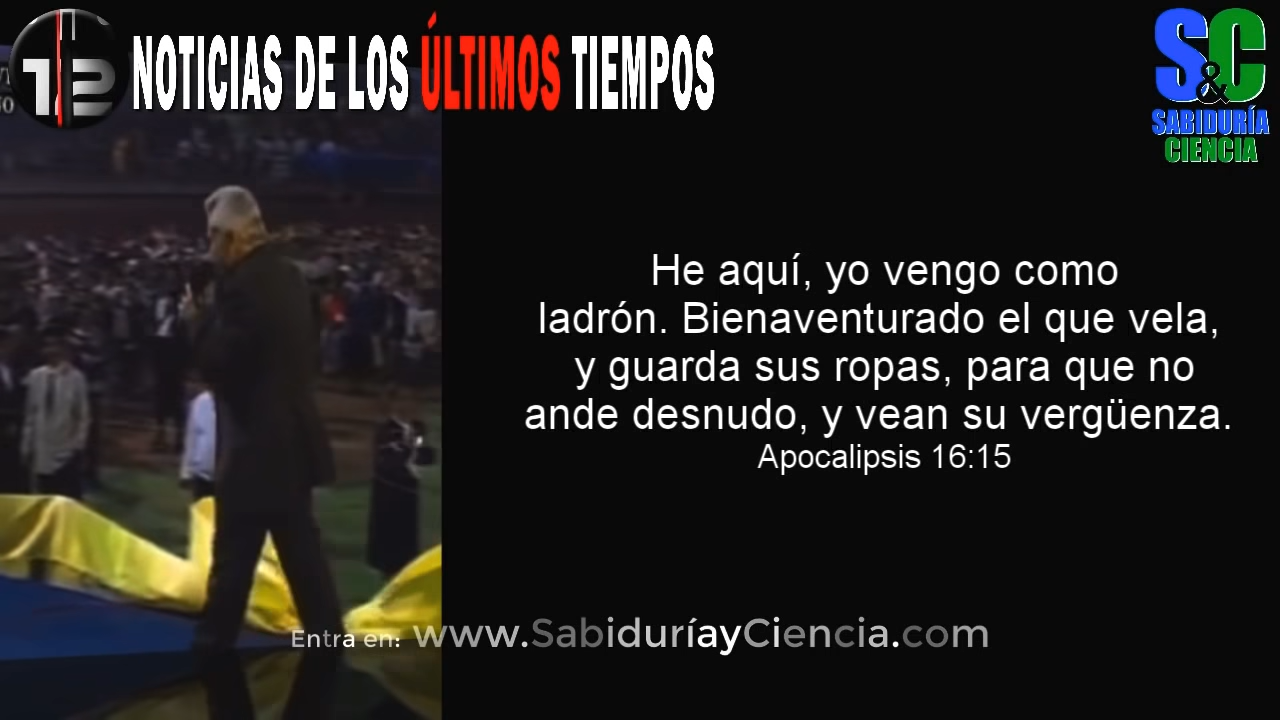 12
NOTICIAS DE LOS ÚLTIMOS TIEMPOS
S&C
SABIDURÍA
CIENCIA
He aquí, yo vengo como
ladrón. Bienaventurado el que vela,
y guarda sus ropas, para que no
ande desnudo, y vean su vergüenza.
Apocalipsis 16:15
Entra en: www.SabiduríayCiencia.com